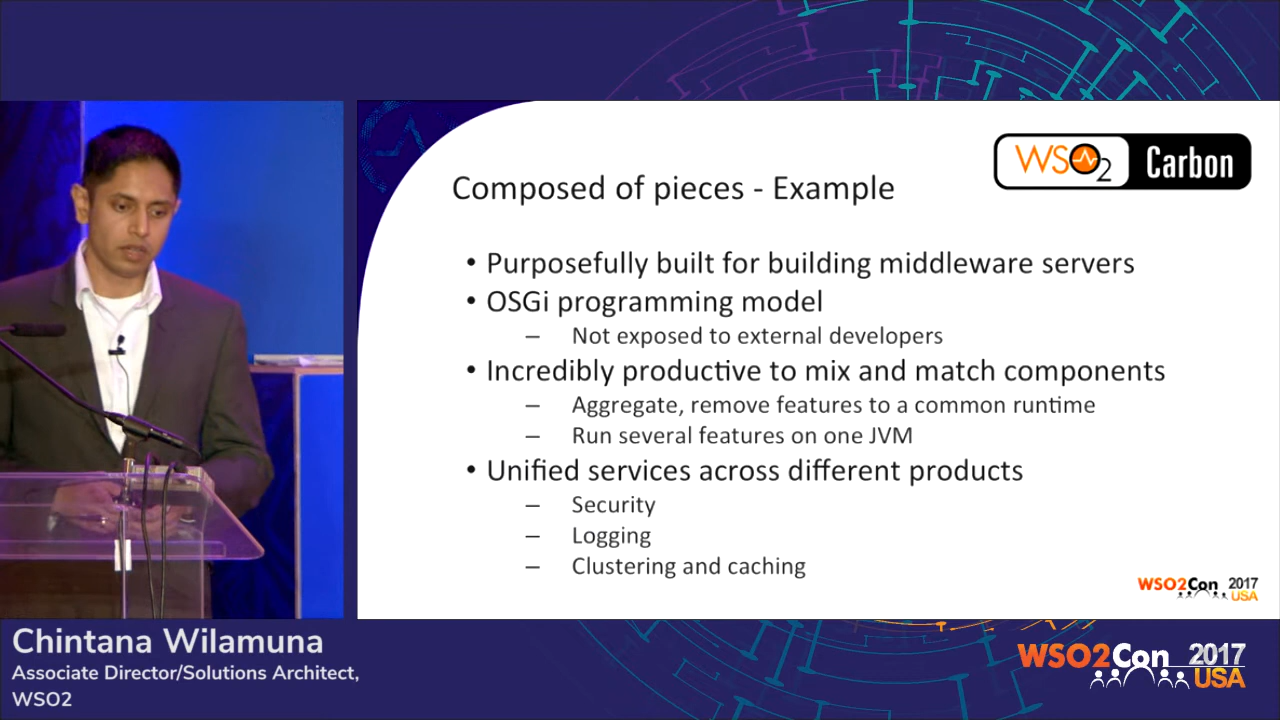 WSO2 Carbon
Composed of pieces - Example
• Purposefully built for building middleware servers
• OSGi programming model
– Not exposed to external developers
• Incredibly productive to mix and match components
– Aggregate, remove features to a common runtime
– Run several features on one JVM
• Unified services across different products
– Security
– Logging
– Clustering and caching
WSO2Con 2017
USA
Chintana Wilamuna
Associate Director/Solutions Architect,
WSO2
WSO2Con 2017
USA